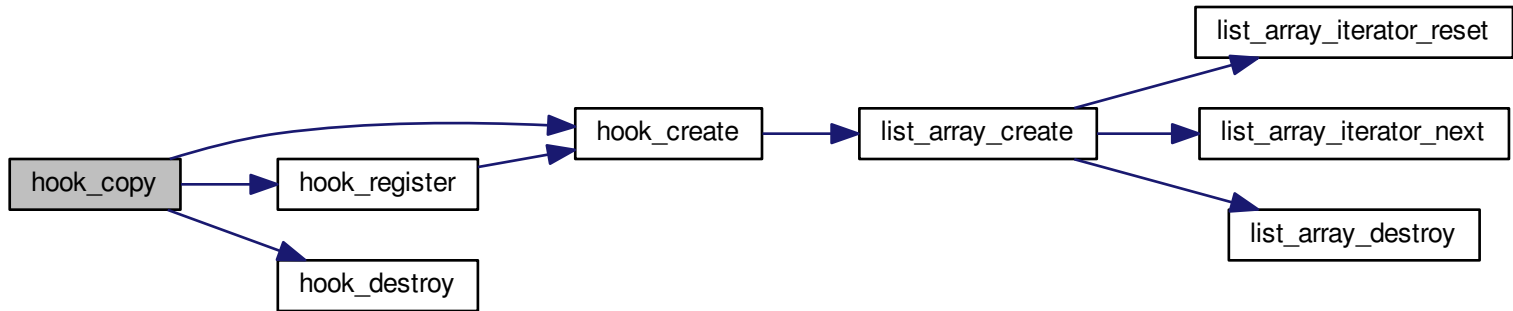 hook_copy
hook_register
hook_destroy
hook_create
list_array_create
list_array_iterator_reset
list_array_iterator_next
list_array_destroy